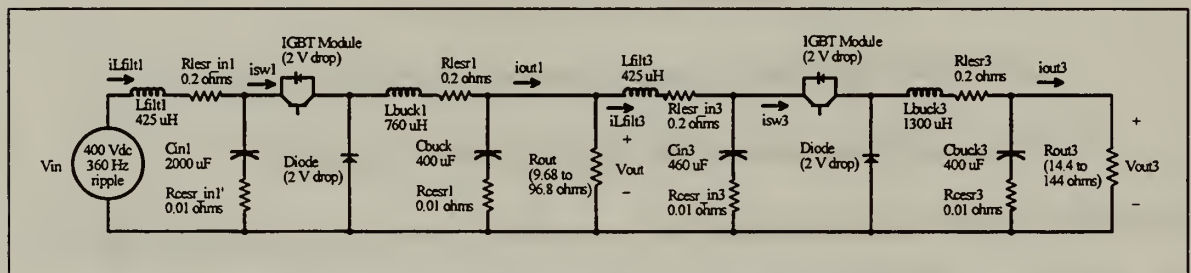 iLfilt1
Lfilt1
425 uH
Rlesr_in1
0.2 ohms
isw1
IGBT Module
(2 V drop)
Vin
400 Vdc
360 Hz
ripple
Cin1
2000 uF
Rcesr_in1'
0.01 ohms
Diode
(2 V drop)
Lbuck1
760 uH
Rlesr1
0.2 ohms
iout1
Cbuck
400 uF
Rcesr1
0.01 ohms
Rout
(9.68 to
96.8 ohms)
Lfilt3
425 uH
iLfilt3
+
Vout
–
Rlesr_in3
0.2 ohms
isw3
Cin3
460 uF
Rcesr_in3
0.01 ohms
IGBT Module
(2 V drop)
Diode
(2 V drop)
Lbuck3
1300 uH
Rlesr3
0.2 ohms
iout3
Cbuck3
400 uF
Rcesr3
0.01 ohms
Rout3
(14.4 to
144 ohms)
+
Vout3
–